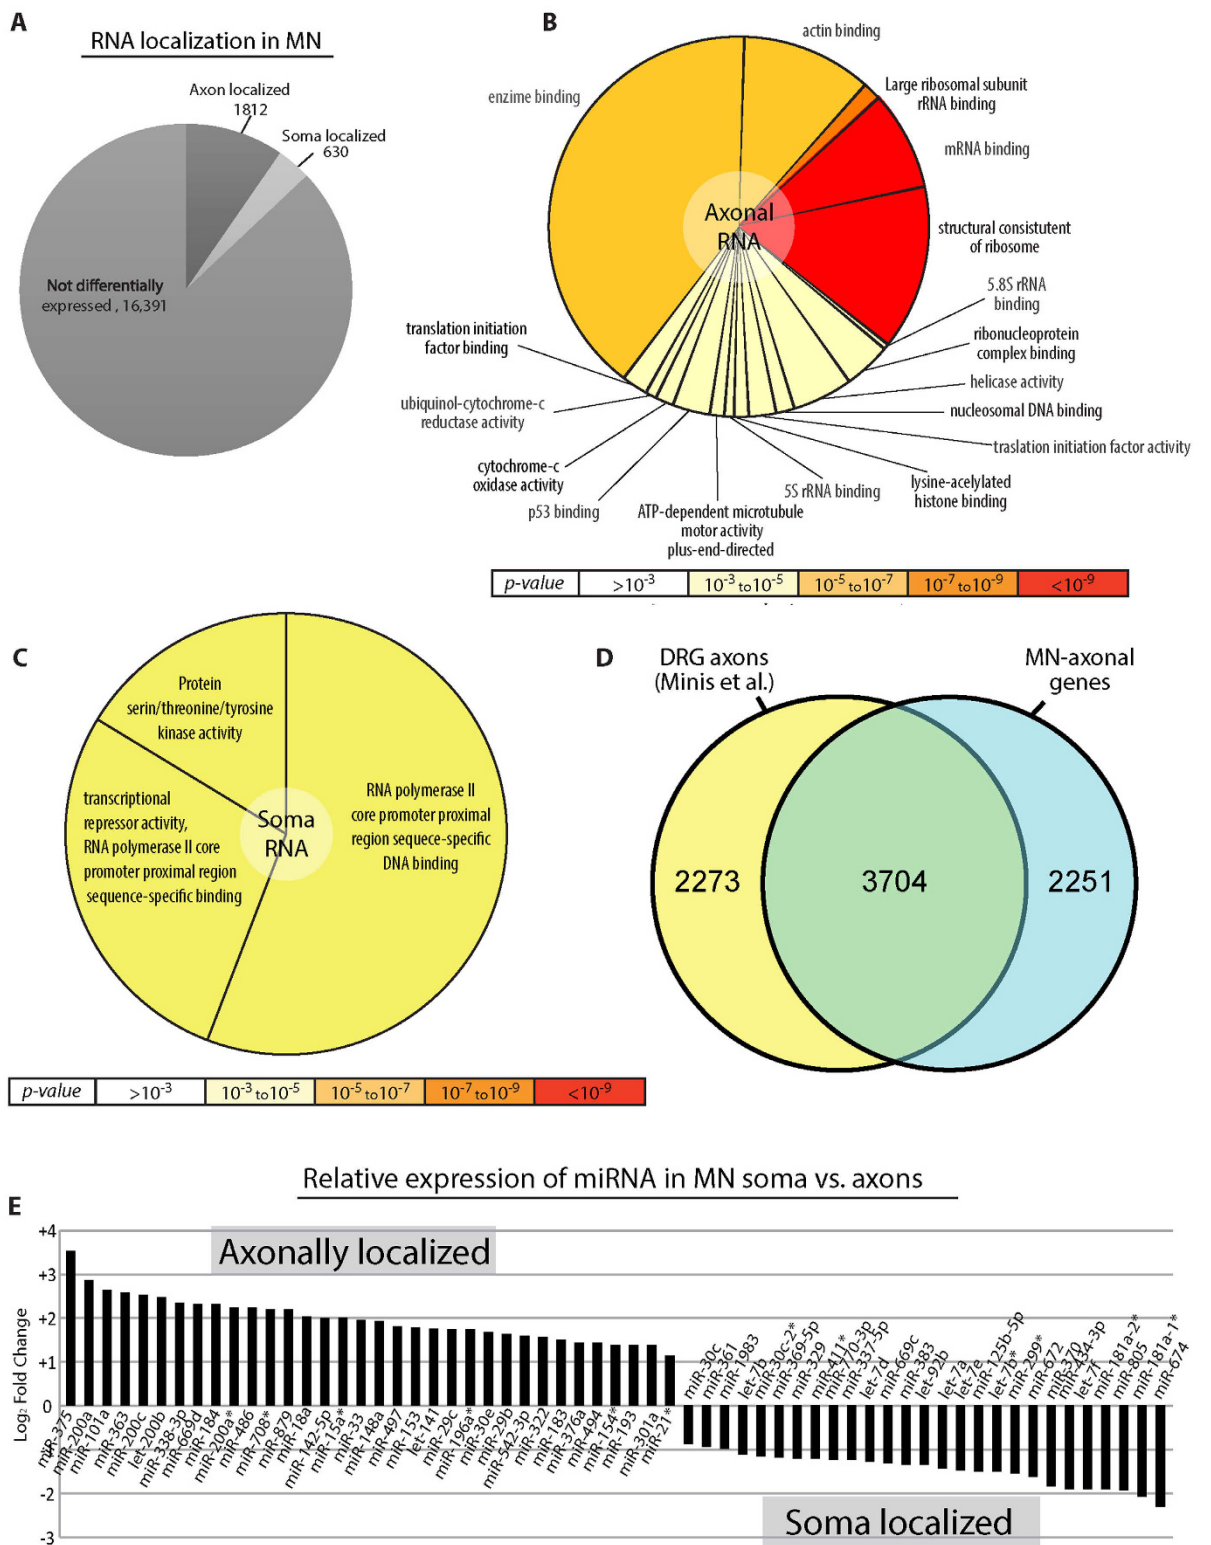 A
RNA localization in MN
Axon localized
1812
Soma localized
630
Not differentially
expressed , 16,391
B
actin binding
enzime binding
Large ribosomal subunit
rRNA binding
mRNA binding
Axonal
RNA
structural consistutent
of ribosome
5.8S rRNA
binding
ribonucleoprotein
complex binding
helicase activity
nucleosomal DNA binding
traslation initiation factor activity
lysine-acelylated
histone binding
5S rRNA binding
ATP-dependent microtubule
motor activity
plus-end-directed
p53 binding
cytochrome-c
oxidase activity
ubiquinol-cytochrome-c
reductase activity
translation initiation
factor binding
p-value >10-3 10-3 to 10-5 10-5 to 10-7 10-7 to 10-9 <10-9
C
Protein
serin/threonine/tyrosine
kinase activity
transcriptional
repressor activity,
RNA polymerase II core
promoter proximal region
sequence-specific binding
Soma
RNA
RNA polymerase II
core promoter proximal
region sequece-specific
DNA binding
p-value >10-3 10-3 to 10-5 10-5 to 10-7 10-7 to 10-9 <10-9
D
DRG axons
(Minis et al.)
MN-axonal
genes
2273
3704
2251
Relative expression of miRNA in MN soma vs. axons
E
Axonally localized
Log2 Fold Change
+4
+3
+2
+1
0
-2
-3
miR-375
miR-200a
miR-101a
miR-363
miR-200c
let-200b
miR-338-3p
miR-669d
miR-184
miR-200a*
miR-486
miR-708*
miR-879
miR-18a
miR-142-5p
miR-15a*
miR-33
miR-148a
miR-497
miR-153
let-141
miR-29c
miR-196a*
miR-30e
miR-29b
miR-542-3p
miR-322
miR-183
miR-376a
miR-494
miR-154*
miR-193
miR-301a
miR-21*
miR-30c
miR-361
miR-1983
let-7b
miR-30c-2*
miR-369-5p
miR-329
miR-411*
miR-770-3p
miR-337-5p
let-7d
miR-669c
miR-383
let-92b
let-7a
let-7e
miR-125b-5p
let-7b*
miR-299*
miR-672
miR-370
miR-434-3p
let-7f
miR-181a-2*
miR-805
miR-181a-1*
miR-674
Soma localized